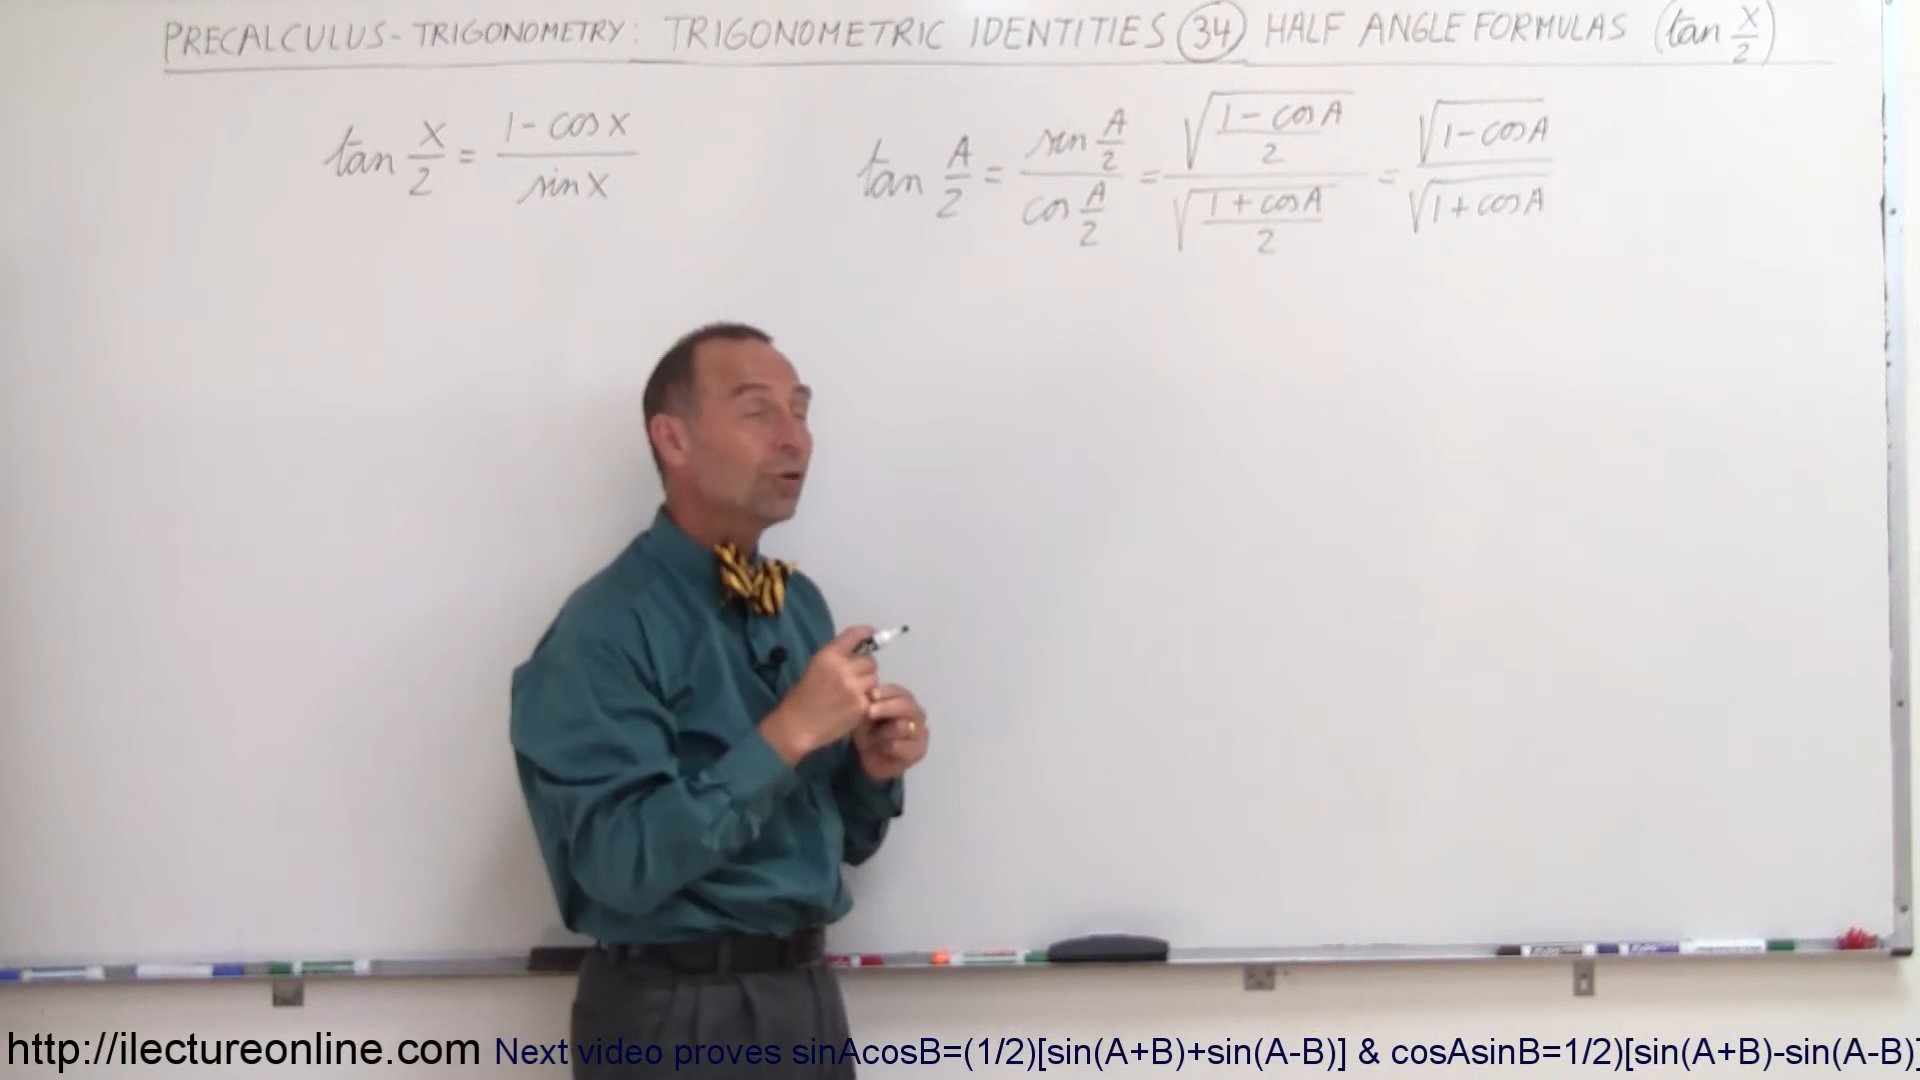 PRECALCULUS - TRIGONOMETRY: TRIGONOMETRIC IDENTITIES 34 HALF ANGLE FORMULAS (tan x/2)
tan x/2 = (1 - cos x)/(sin x)
tan A/2 = (sin A/2)/(cos A/2) = √((1 - cos A)/2)/√((1 + cos A)/2) = √(1 - cos A)/√(1 + cos A)
http://ilectureonline.com Next video proves sinAcosB=(1/2)[sin(A+B)+sin(A-B)] & cosAsinB=1/2)[sin(A+B)-sin(A-B)]